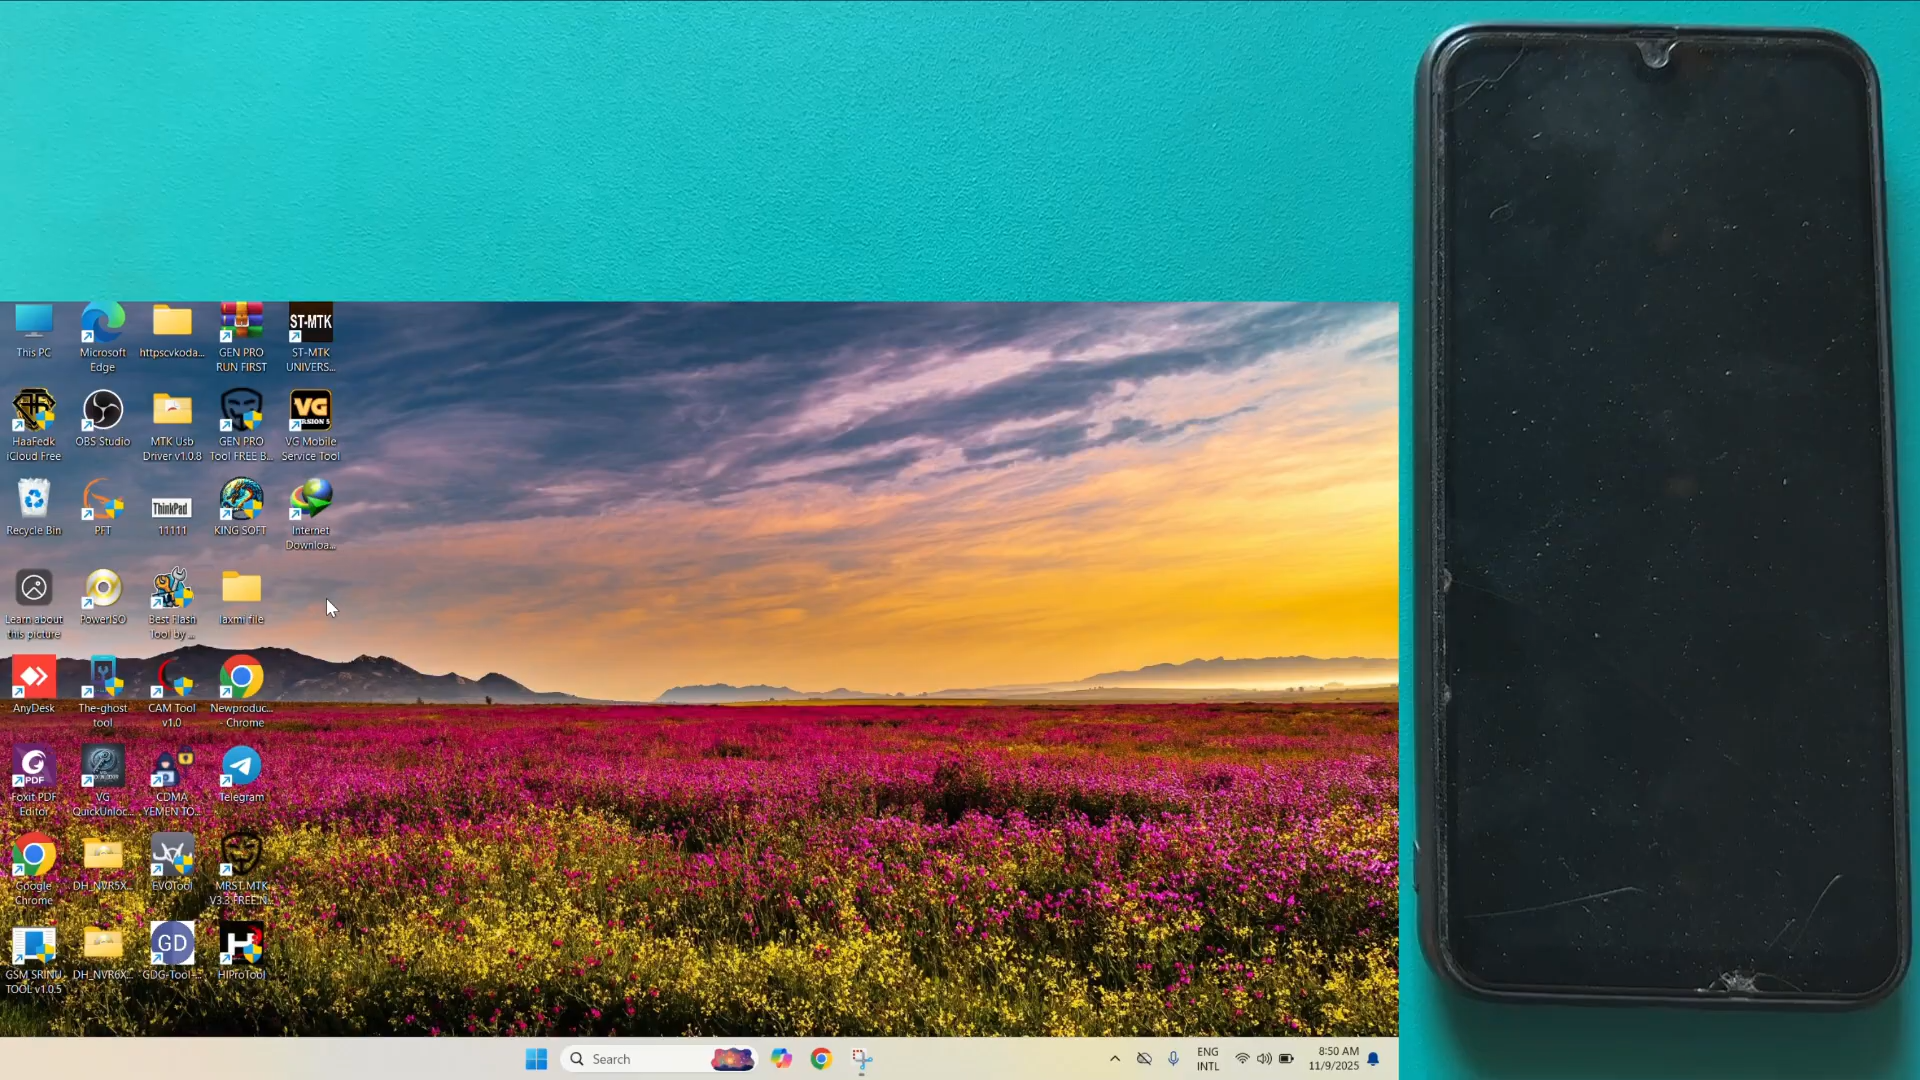 This PC
Microsoft
Edge
httpscvkoda...
GEN PRO
RUN FIRST
ST-MTK
ST-MTK
UNIVERS...
HaaFedk
iCloud Free
OBS Studio
MTK Usb
Driver v1.0.8
GEN PRO
Tool FREE B...
VG
VERSION 5
VG Mobile
Service Tool
Recycle Bin
PFT
ThinkPad
11111
KING SOFT
Internet
Downloa...
Learn about
this picture
PowerISO
Best Flash
Tool by ...
laxmi file
AnyDesk
The-ghost
tool
CAM Tool
v1.0
Newproduc...
- Chrome
PDF
Foxit PDF
Editor
VG
QuickUnloc...
CDMA
YEMEN TO...
Telegram
Google
Chrome
DH_NVR5X...
EVOTool
MRST.MTK
V3.3 FREE N...
GSM_SRINU_
TOOL v1.0.5
DH_NVR6X...
GD
GDG-Tool-...
H
HIProTool
Search
ENG
INTL
8:50 AM
11/9/2025